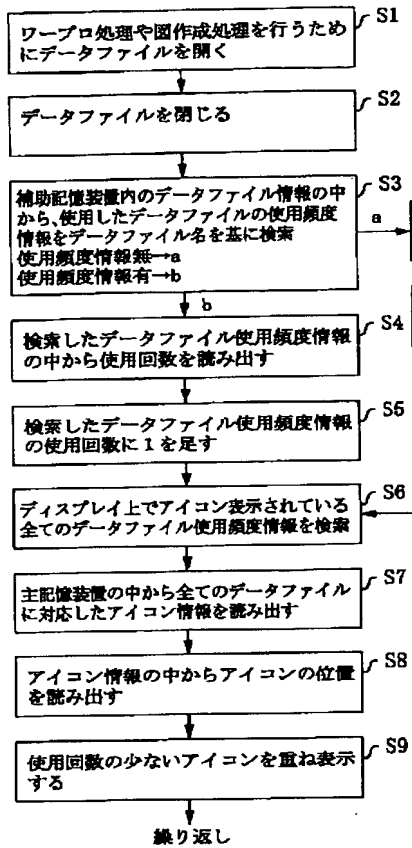 S1
ワープロ処理や図作成処理を行うため
にデータファイルを開く
S2
データファイルを閉じる
S3
補助記憶装置内のデータファイル情報の中
から、使用したデータファイルの使用頻度
情報をデータファイル名を基に検索
使用頻度情報無→a
使用頻度情報有→b
a
b
S4
検索したデータファイル使用頻度情報
の中から使用回数を読み出す
S5
検索したデータファイル使用頻度情報
の使用回数に1を足す
S6
ディスプレイ上でアイコン表示されている
全てのデータファイル使用頻度情報を検索
S7
主記憶装置の中から全てのデータファイル
に対応したアイコン情報を読み出す
S8
アイコン情報の中からアイコンの位置
を読み出す
S9
使用回数の少ないアイコンを重ね表示
する
繰り返し